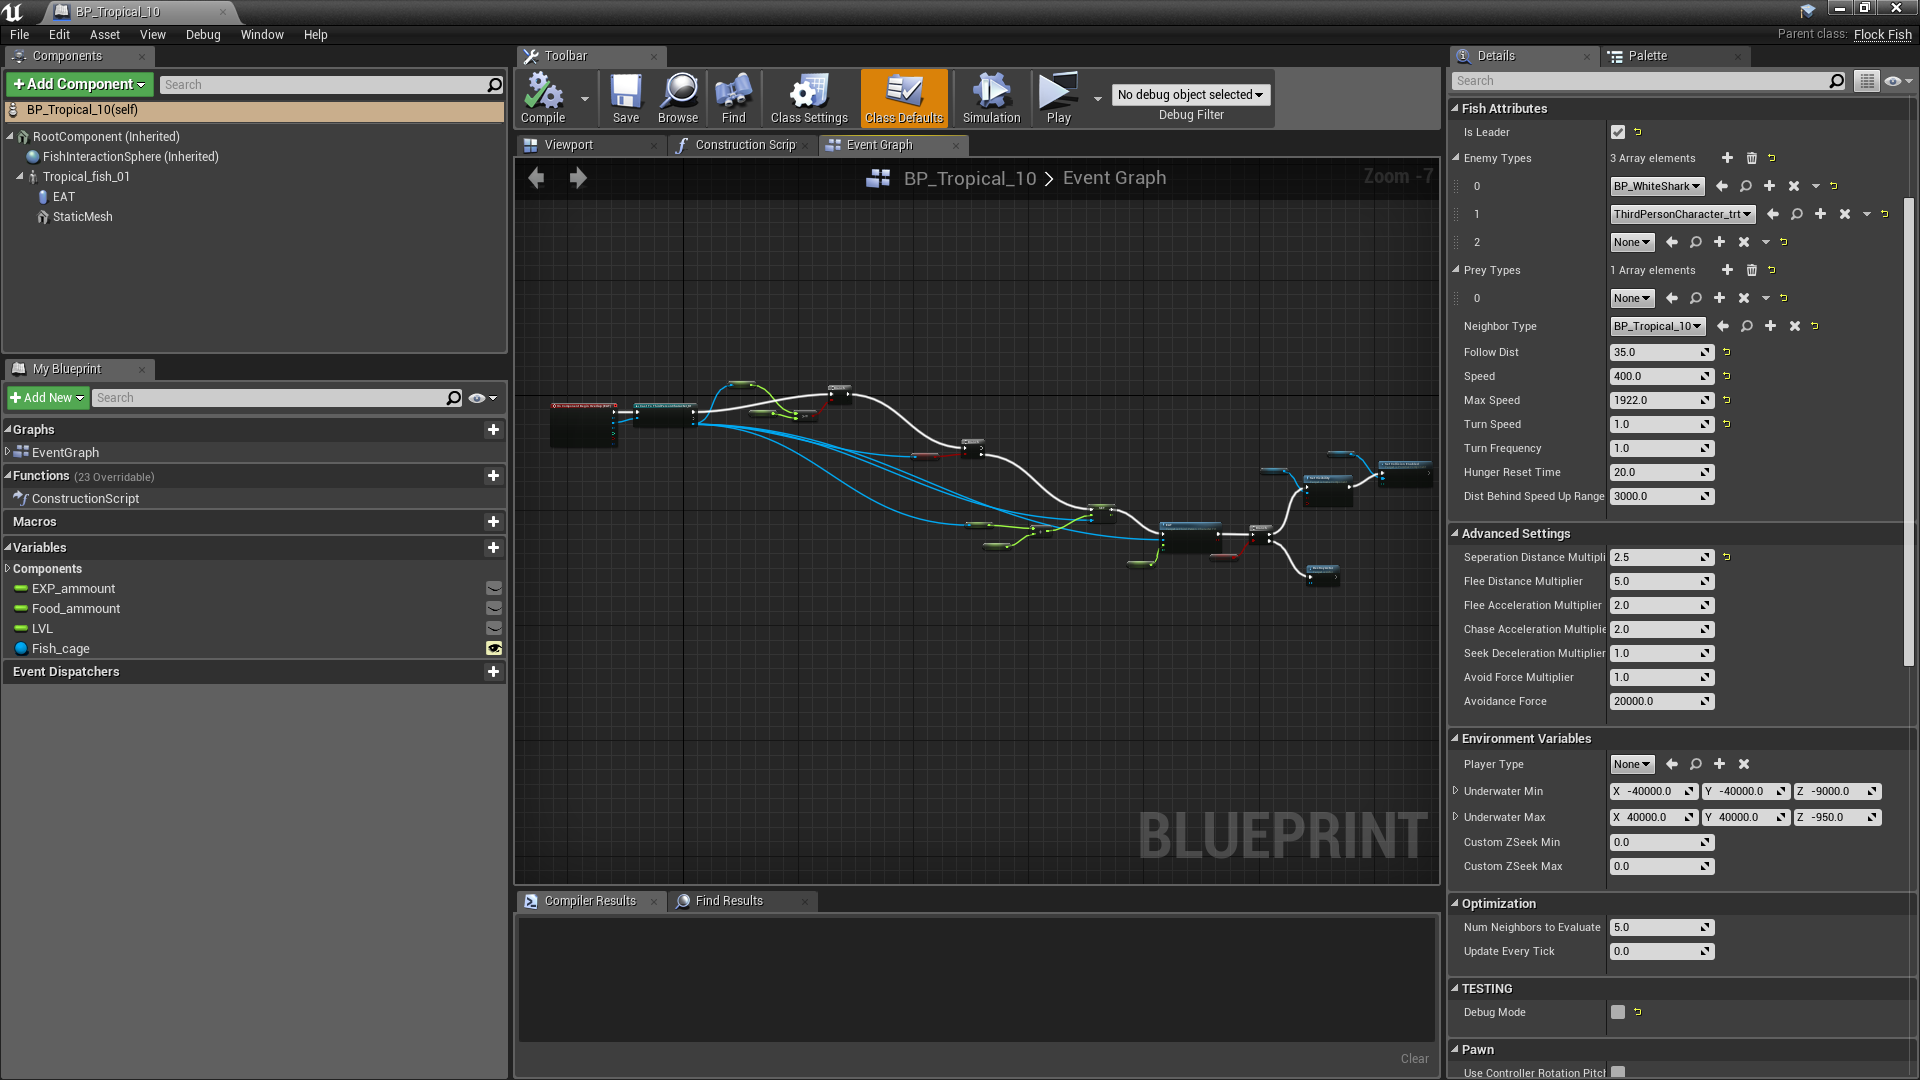 BP_Tropical_10
File Edit Asset View Debug Window Help
Parent class: Flock Fish
Components
+ Add Component
Search
BP_Tropical_10(self)
RootComponent (Inherited)
FishInteractionSphere (Inherited)
Tropical_fish_01
EAT
StaticMesh
My Blueprint
+ Add New
Search
Graphs
EventGraph
Functions (23 Overridable)
ConstructionScript
Macros
Variables
Components
EXP_ammount
Food_ammount
LVL
Fish_cage
Event Dispatchers
Toolbar
Compile
Save
Browse
Find
Class Settings
Class Defaults
Simulation
Play
No debug object selected
Debug Filter
Viewport
Construction Scrip
Event Graph
BP_Tropical_10 > Event Graph
Zoom -7
BLUEPRINT
Compiler Results
Find Results
Clear
Details
Palette
Search
Fish Attributes
Is Leader
Enemy Types 3 Array elements
0 BP_WhiteShark
1 ThirdPersonCharacter_trt
2 None
Prey Types 1 Array elements
0 None
Neighbor Type BP_Tropical_10
Follow Dist 35.0
Speed 400.0
Max Speed 1922.0
Turn Speed 1.0
Turn Frequency 1.0
Hunger Reset Time 20.0
Dist Behind Speed Up Range 3000.0
Advanced Settings
Seperation Distance Multipli 2.5
Flee Distance Multiplier 5.0
Flee Acceleration Multiplier 2.0
Chase Acceleration Multiplie 2.0
Seek Deceleration Multiplier 1.0
Avoid Force Multiplier 1.0
Avoidance Force 20000.0
Environment Variables
Player Type None
Underwater Min X -40000.0 Y -40000.0 Z -9000.0
Underwater Max X 40000.0 Y 40000.0 Z -950.0
Custom ZSeek Min 0.0
Custom ZSeek Max 0.0
Optimization
Num Neighbors to Evaluate 5.0
Update Every Tick 0.0
TESTING
Debug Mode
Pawn
Use Controller Rotation Pitch